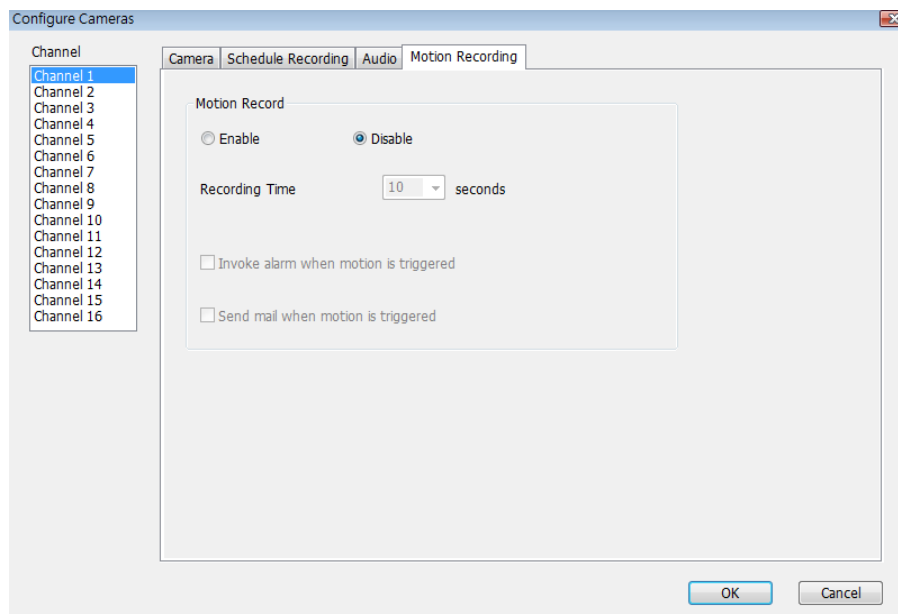 Configure Cameras
Channel
Channel 1
Channel 2
Channel 3
Channel 4
Channel 5
Channel 6
Channel 7
Channel 8
Channel 9
Channel 10
Channel 11
Channel 12
Channel 13
Channel 14
Channel 15
Channel 16
Camera Schedule Recording Audio Motion Recording
Motion Record
Enable Disable
Recording Time 10 seconds
Invoke alarm when motion is triggered
Send mail when motion is triggered
OK Cancel